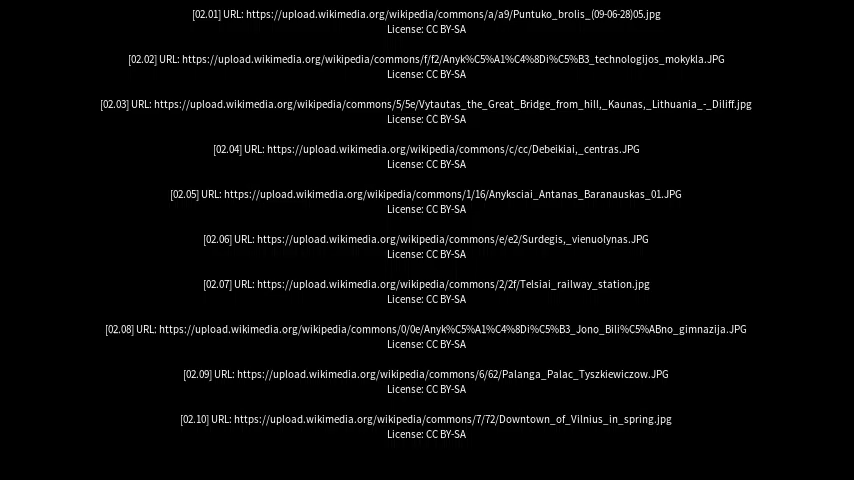 [02.01] URL: https://upload.wikimedia.org/wikipedia/commons/a/a9/Puntuko_brolis_(09-06-28)05.jpg
License: CC BY-SA
[02.02] URL: https://upload.wikimedia.org/wikipedia/commons/f/f2/Anyk%C5%A1%C4%8Di%C5%B3_technologijos_mokykla.JPG
License: CC BY-SA
[02.03] URL: https://upload.wikimedia.org/wikipedia/commons/5/5e/Vytautas_the_Great_Bridge_from_hill,_Kaunas,_Lithuania_-_Diliff.jpg
License: CC BY-SA
[02.04] URL: https://upload.wikimedia.org/wikipedia/commons/c/cc/Debeikiai,_centras.JPG
License: CC BY-SA
[02.05] URL: https://upload.wikimedia.org/wikipedia/commons/1/16/Anyksciai_Antanas_Baranauskas_01.JPG
License: CC BY-SA
[02.06] URL: https://upload.wikimedia.org/wikipedia/commons/e/e2/Surdegis,_vienuolynas.JPG
License: CC BY-SA
[02.07] URL: https://upload.wikimedia.org/wikipedia/commons/2/2f/Telsiai_railway_station.jpg
License: CC BY-SA
[02.08] URL: https://upload.wikimedia.org/wikipedia/commons/0/0e/Anyk%C5%A1%C4%8Di%C5%B3_Jono_Bili%C5%ABno_gimnazija.JPG
License: CC BY-SA
[02.09] URL: https://upload.wikimedia.org/wikipedia/commons/6/62/Palanga_Palac_Tyszkiewiczow.JPG
License: CC BY-SA
[02.10] URL: https://upload.wikimedia.org/wikipedia/commons/7/72/Downtown_of_Vilnius_in_spring.jpg
License: CC BY-SA